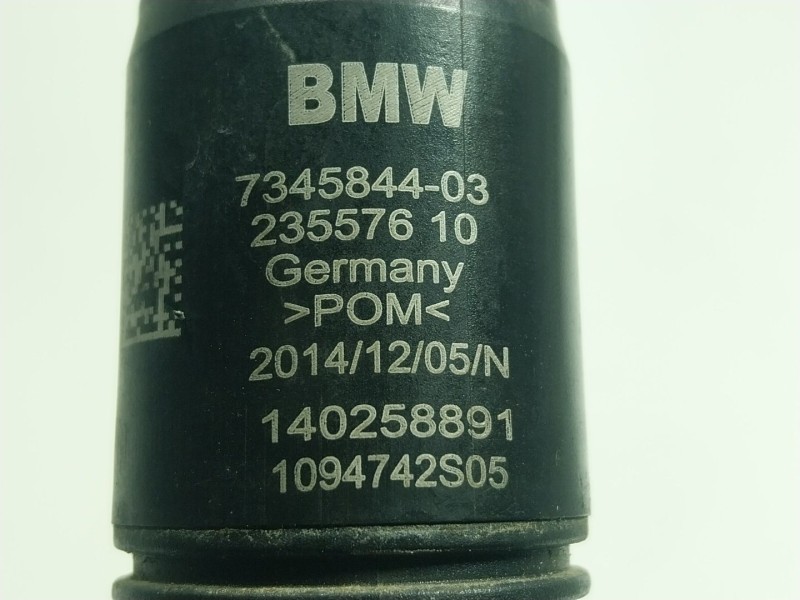 BMW
7345844-03
235576 10
Germany
>POM<
2014/12/05/N
140258891
1094742S05